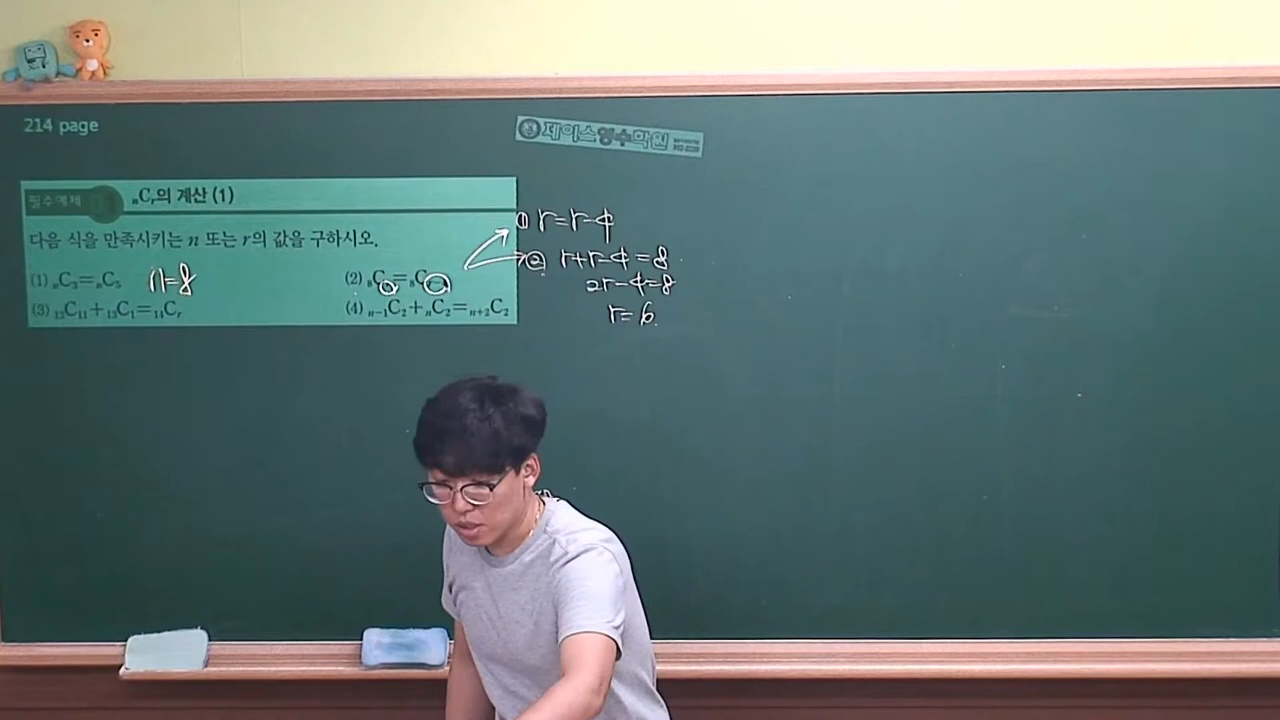 214 page
제이스영수학원
필수예제
ₙCᵣ의 계산 (1)
다음 식을 만족시키는 n 또는 r의 값을 구하시오.
(1) ₙC₃=ₙC₅ n=8
(2) ₈Cᵣ=₈C
(3) ₁₃C₁₁+₁₃C₁=₁₄Cᵣ
(4) ₙ₋₁C₂+ₙC₂=ₙ₊₂C₂
① r=r-4
② r+r-4=8
2r-4=8
r=6.